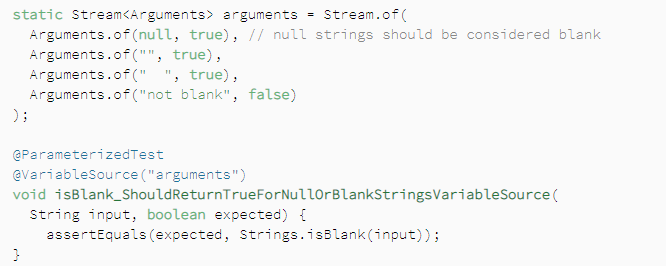 static Stream<Arguments> arguments = Stream.of(
  Arguments.of(null, true), // null strings should be considered blank
  Arguments.of("", true),
  Arguments.of("  ", true),
  Arguments.of("not blank", false)
);

@ParameterizedTest
@VariableSource("arguments")
void isBlank_ShouldReturnTrueForNullOrBlankStringsVariableSource(
  String input, boolean expected) {
    assertEquals(expected, Strings.isBlank(input));
}